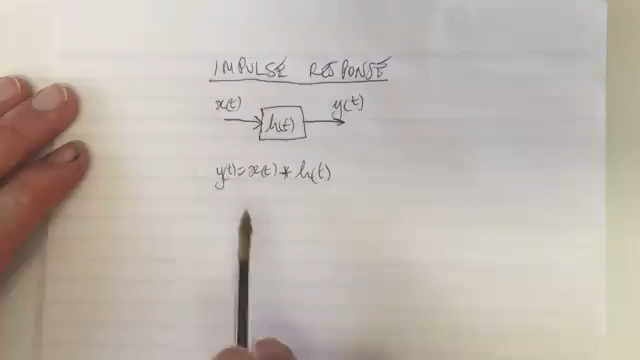 IMPULSE RESPONSE
x(t) y(t)
h(t)
y(t)=x(t) * h(t)